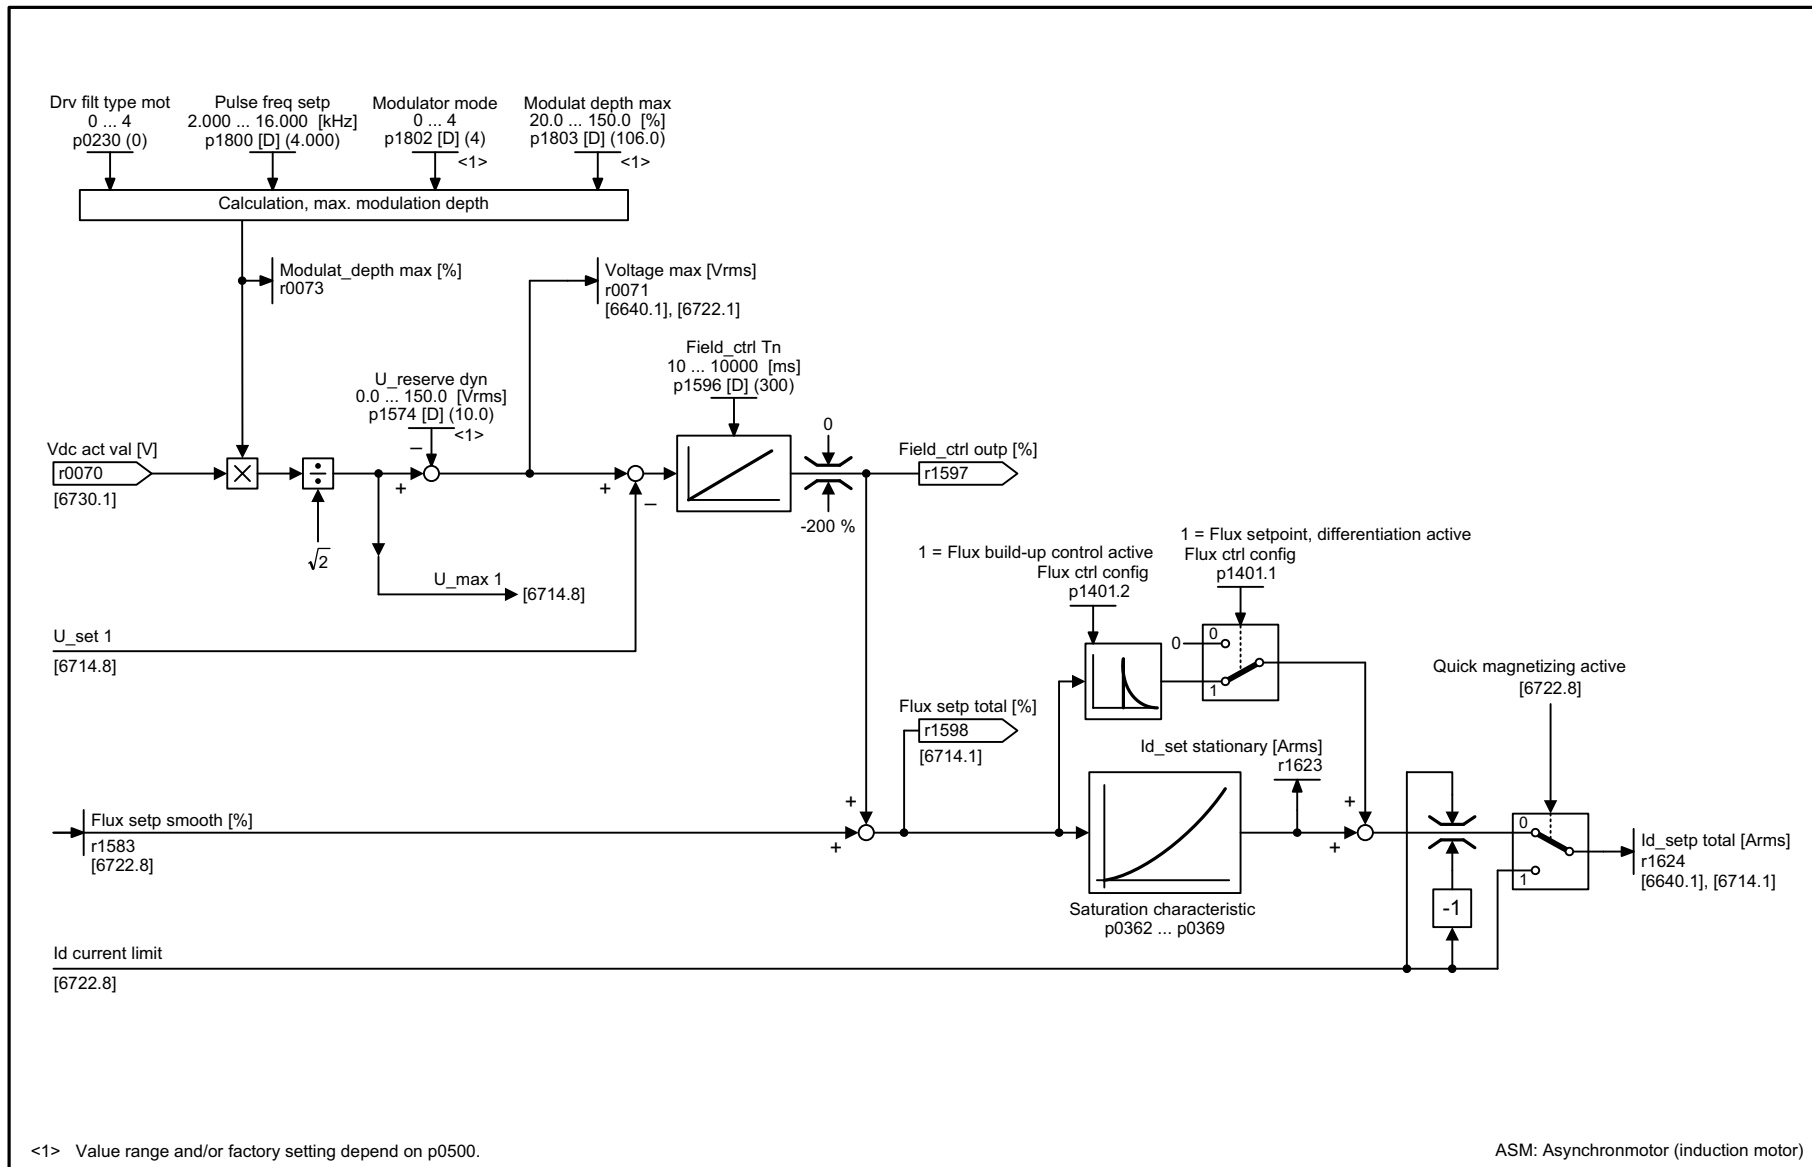 Drv filt type mot
0 ... 4
p0230 (0)
Pulse freq setp
2.000 ... 16.000 [kHz]
p1800 [D] (4.000)
Modulator mode
0 ... 4
p1802 [D] (4)
<1>
Modulat depth max
20.0 ... 150.0 [%]
p1803 [D] (106.0)
<1>
Calculation, max. modulation depth
Modulat_depth max [%]
r0073
Voltage max [Vrms]
r0071
[6640.1], [6722.1]
Field_ctrl Tn
10 ... 10000 [ms]
p1596 [D] (300)
U_reserve dyn
0.0 ... 150.0 [Vrms]
p1574 [D] (10.0)
<1>
–
Vdc act val [V]
r0070
[6730.1]
×
÷
√2
+
+
–
0
-200 %
Field_ctrl outp [%]
r1597
U_max 1
[6714.8]
U_set 1
[6714.8]
1 = Flux build-up control active
Flux ctrl config
p1401.2
1 = Flux setpoint, differentiation active
Flux ctrl config
p1401.1
0
0
1
Quick magnetizing active
[6722.8]
Flux setp total [%]
r1598
[6714.1]
Id_set stationary [Arms]
r1623
Flux setp smooth [%]
r1583
[6722.8]
+
+
+
+
Saturation characteristic
p0362 ... p0369
-1
0
1
Id_setp total [Arms]
r1624
[6640.1], [6714.1]
Id current limit
[6722.8]
<1> Value range and/or factory setting depend on p0500.
ASM: Asynchronmotor (induction motor)